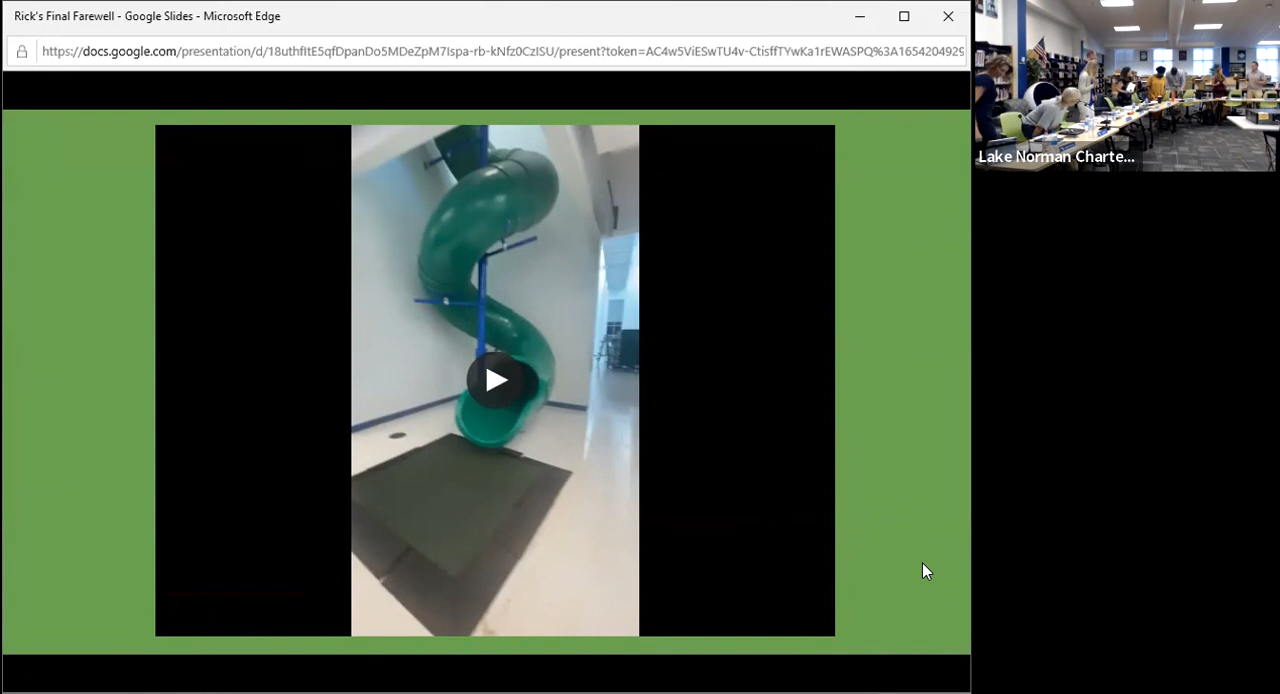 Rick's Final Farewell - Google Slides - Microsoft Edge
https://docs.google.com/presentation/d/18uthfItE5qfDpanDo5MDeZpM7Ispa-rb-kNfz0CzISU/present?token=AC4w5ViESwTU4v-CtisffTYwKa1rEWASPQ%3A1654204929
Lake Norman Charte...